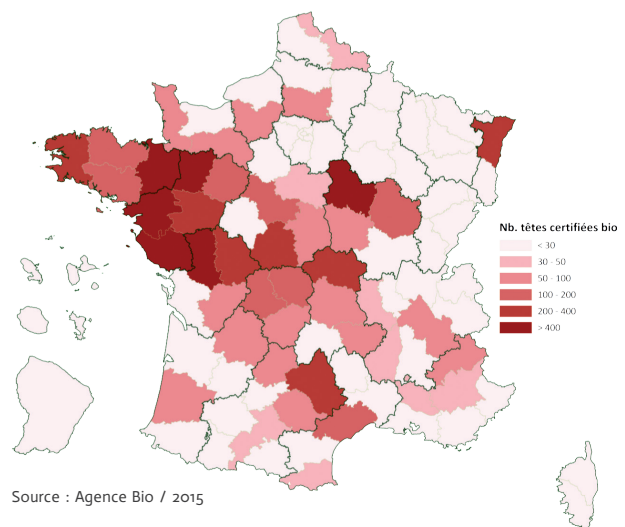 Nb. têtes certifiées bio
< 30
30 - 50
50 - 100
100 - 200
200 - 400
> 400
Source : Agence Bio / 2015